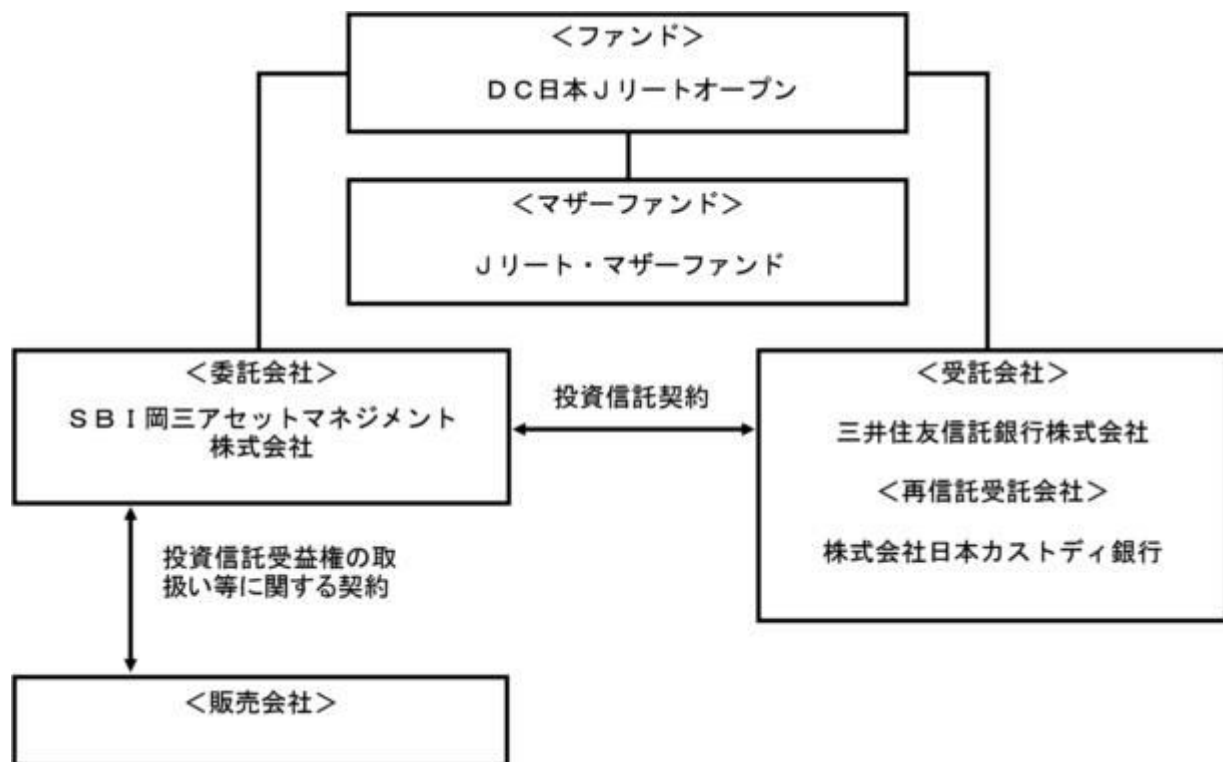 ＜ファンド＞
ＤＣ日本Ｊリートオープン
＜マザーファンド＞
Ｊリート・マザーファンド
＜委託会社＞
ＳＢＩ岡三アセットマネジメント
株式会社
投資信託契約
＜受託会社＞
三井住友信託銀行株式会社
＜再信託受託会社＞
株式会社日本カストディ銀行
投資信託受益権の取
扱い等に関する契約
＜販売会社＞